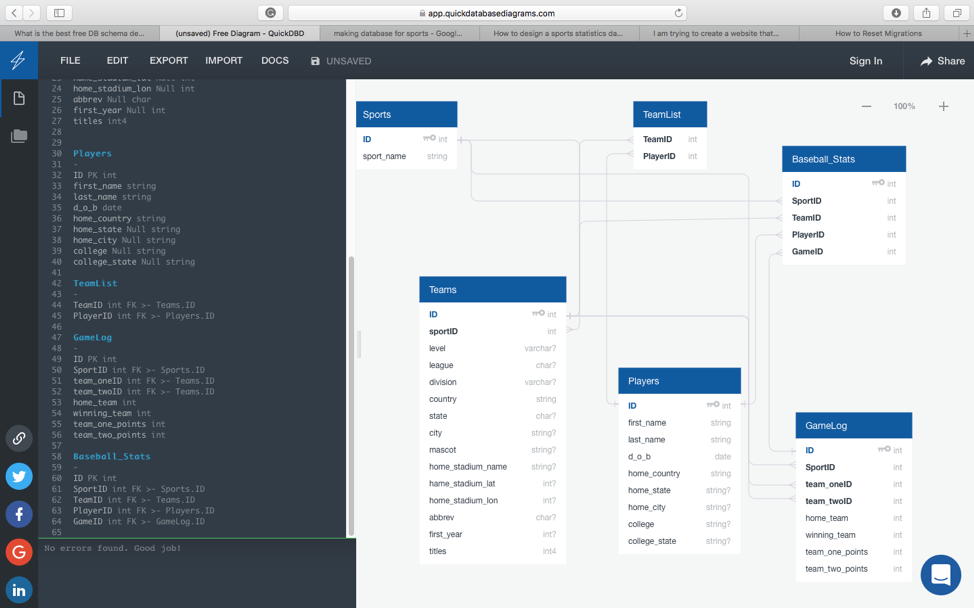 app.quickdatabasediagrams.com
What is the best free DB schema de...
(unsaved) Free Diagram - QuickDBD
making database for sports - Googl...
How to design a sports statistics da...
I am trying to create a website that...
How to Reset Migrations
FILE EDIT EXPORT IMPORT DOCS UNSAVED Sign In Share
24 home_stadium_lon Null int
25 abbrev Null char
26 first_year Null int
27 titles int4
28
29
30 Players
31 -
32 ID PK int
33 first_name string
34 last_name string
35 d_o_b date
36 home_country string
37 home_state Null string
38 home_city Null string
39 college Null string
40 college_state Null string
41
42 TeamList
43 -
44 TeamID int FK >- Teams.ID
45 PlayerID int FK >- Players.ID
46
47 GameLog
48 -
49 ID PK int
50 SportID int FK >- Sports.ID
51 team_oneID int FK >- Teams.ID
52 team_twoID int FK >- Teams.ID
53 home_team int
54 winning_team int
55 team_one_points int
56 team_two_points int
57
58 Baseball_Stats
59 -
60 ID PK int
61 SportID int FK >- Sports.ID
62 TeamID int FK >- Teams.ID
63 PlayerID int FK >- Players.ID
64 GameID int FK >- GameLog.ID
65
No errors found. Good job!
100%
Sports
ID int
sport_name string
TeamList
TeamID int
PlayerID int
Baseball_Stats
ID int
SportID int
TeamID int
PlayerID int
GameID int
Teams
ID int
sportID int
level varchar?
league char?
division varchar?
country string
state char?
city string?
mascot string?
home_stadium_name string?
hame_stadium_lat int?
home_stadium_lon int?
abbrev char?
first_year int?
titles int4
Players
ID int
first_name string
last_name string
d_o_b date
home_country string
home_state string?
home_city string?
college string?
college_state string?
GameLog
ID int
SportID int
team_oneID int
team_twoID int
home_team int
winning_team int
team_one_points int
team_two_points int